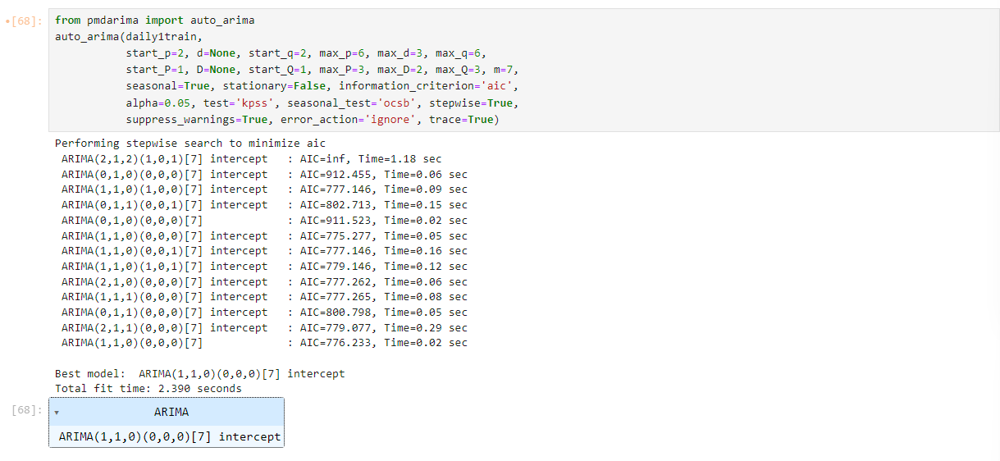 [68]:
from pmdarima import auto_arima
auto_arima(daily1train,
           start_p=2, d=None, start_q=2, max_p=6, max_d=3, max_q=6,
           start_P=1, D=None, start_Q=1, max_P=3, max_D=2, max_Q=3, m=7,
           seasonal=True, stationary=False, information_criterion='aic',
           alpha=0.05, test='kpss', seasonal_test='ocsb', stepwise=True,
           suppress_warnings=True, error_action='ignore', trace=True)
Performing stepwise search to minimize aic
 ARIMA(2,1,2)(1,0,1)[7] intercept   : AIC=inf, Time=1.18 sec
 ARIMA(0,1,0)(0,0,0)[7] intercept   : AIC=912.455, Time=0.06 sec
 ARIMA(1,1,0)(1,0,0)[7] intercept   : AIC=777.146, Time=0.09 sec
 ARIMA(0,1,1)(0,0,1)[7] intercept   : AIC=802.713, Time=0.15 sec
 ARIMA(0,1,0)(0,0,0)[7]             : AIC=911.523, Time=0.02 sec
 ARIMA(1,1,0)(0,0,0)[7] intercept   : AIC=775.277, Time=0.05 sec
 ARIMA(1,1,0)(0,0,1)[7] intercept   : AIC=777.146, Time=0.16 sec
 ARIMA(1,1,0)(1,0,1)[7] intercept   : AIC=779.146, Time=0.12 sec
 ARIMA(2,1,0)(0,0,0)[7] intercept   : AIC=777.262, Time=0.06 sec
 ARIMA(1,1,1)(0,0,0)[7] intercept   : AIC=777.265, Time=0.08 sec
 ARIMA(0,1,1)(0,0,0)[7] intercept   : AIC=800.798, Time=0.05 sec
 ARIMA(2,1,1)(0,0,0)[7] intercept   : AIC=779.077, Time=0.29 sec
 ARIMA(1,1,0)(0,0,0)[7]             : AIC=776.233, Time=0.02 sec
Best model:  ARIMA(1,1,0)(0,0,0)[7] intercept
Total fit time: 2.390 seconds
[68]:
ARIMA
ARIMA(1,1,0)(0,0,0)[7] intercept